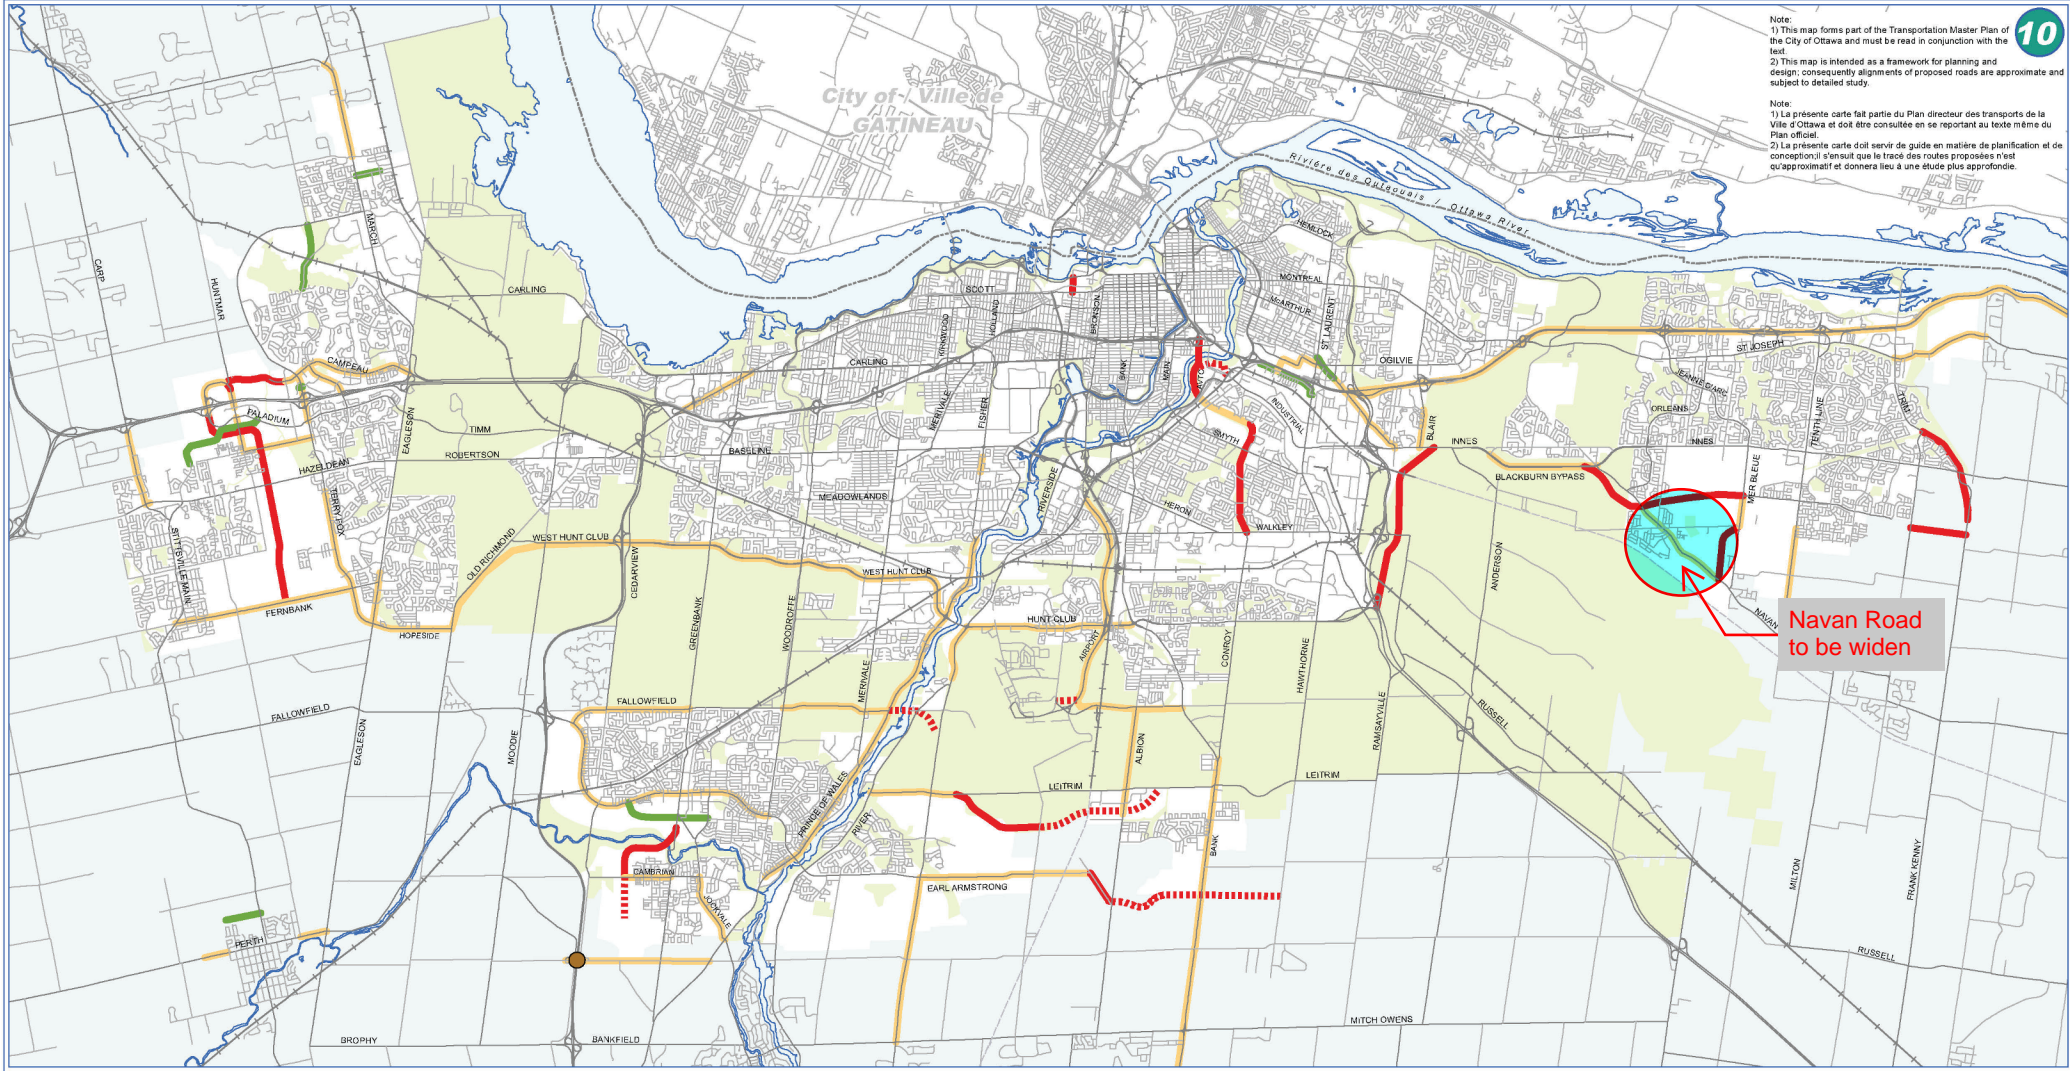 Note:
1) This map forms part of the Transportation Master Plan of
the City of Ottawa and must be read in conjunction with the
text.
2) This map is intended as a framework for planning and
design; consequently alignments of proposed roads are approximate and
subject to detailed study.
Note:
1) La présente carte fait partie du Plan directeur des transports de la
Ville d'Ottawa et doit être consultée en se reportant au texte même du
Plan officiel.
2) La présente carte doit servir de guide en matière de planification et de
conception;il s'ensuit que le tracé des routes proposées n'est
qu'approximatif et donnera lieu à une étude plus approfondie.
10
City of / Ville de
GATINEAU
Rivière des Outaouais / Ottawa River
CARP
HUNTMAR
MARCH
CARLING
SCOTT
HOLLAND
KIRKWOOD
BRONSON
HEMLOCK
MONTREAL
McARTHUR
ST LAURENT
OGILVIE
ST JOSEPH
JEANNE D'ARC
ORLEANS
TENTH LINE
TRIM
CAMPEAU
PALADIUM
EAGLESON
TIMM
ROBERTSON
HAZELDEAN
TERRY FOX
STITTSVILLE MAIN
CARLING
MERIVALE
FISHER
BASELINE
MEADOWLANDS
BANK
MAIN
RIVERSIDE
SMYTH
INDUSTRIAL
HERON
WALKLEY
BLAIR
INNES
INNES
BLACKBURN BYPASS
MER BLEUE
ANDERSON
NAVAN
Navan Road
to be widen
OLD RICHMOND
WEST HUNT CLUB
WEST HUNT CLUB
CEDARVIEW
GREENBANK
WOODROFFE
MERIVALE
HUNT CLUB
AIRPORT
CONROY
HAWTHORNE
RAMSAYVILLE
RUSSELL
FERNBANK
HOPESIDE
FALLOWFIELD
FALLOWFIELD
EAGLESON
MOODIE
PRINCE OF WALES
RIVER
LEITRIM
LEITRIM
ALBION
BANK
CAMBRIAN
JOCKVALE
EARL ARMSTRONG
MILTON
FRANK KENNY
RUSSELL
PERTH
BROPHY
BANKFIELD
MITCH OWENS